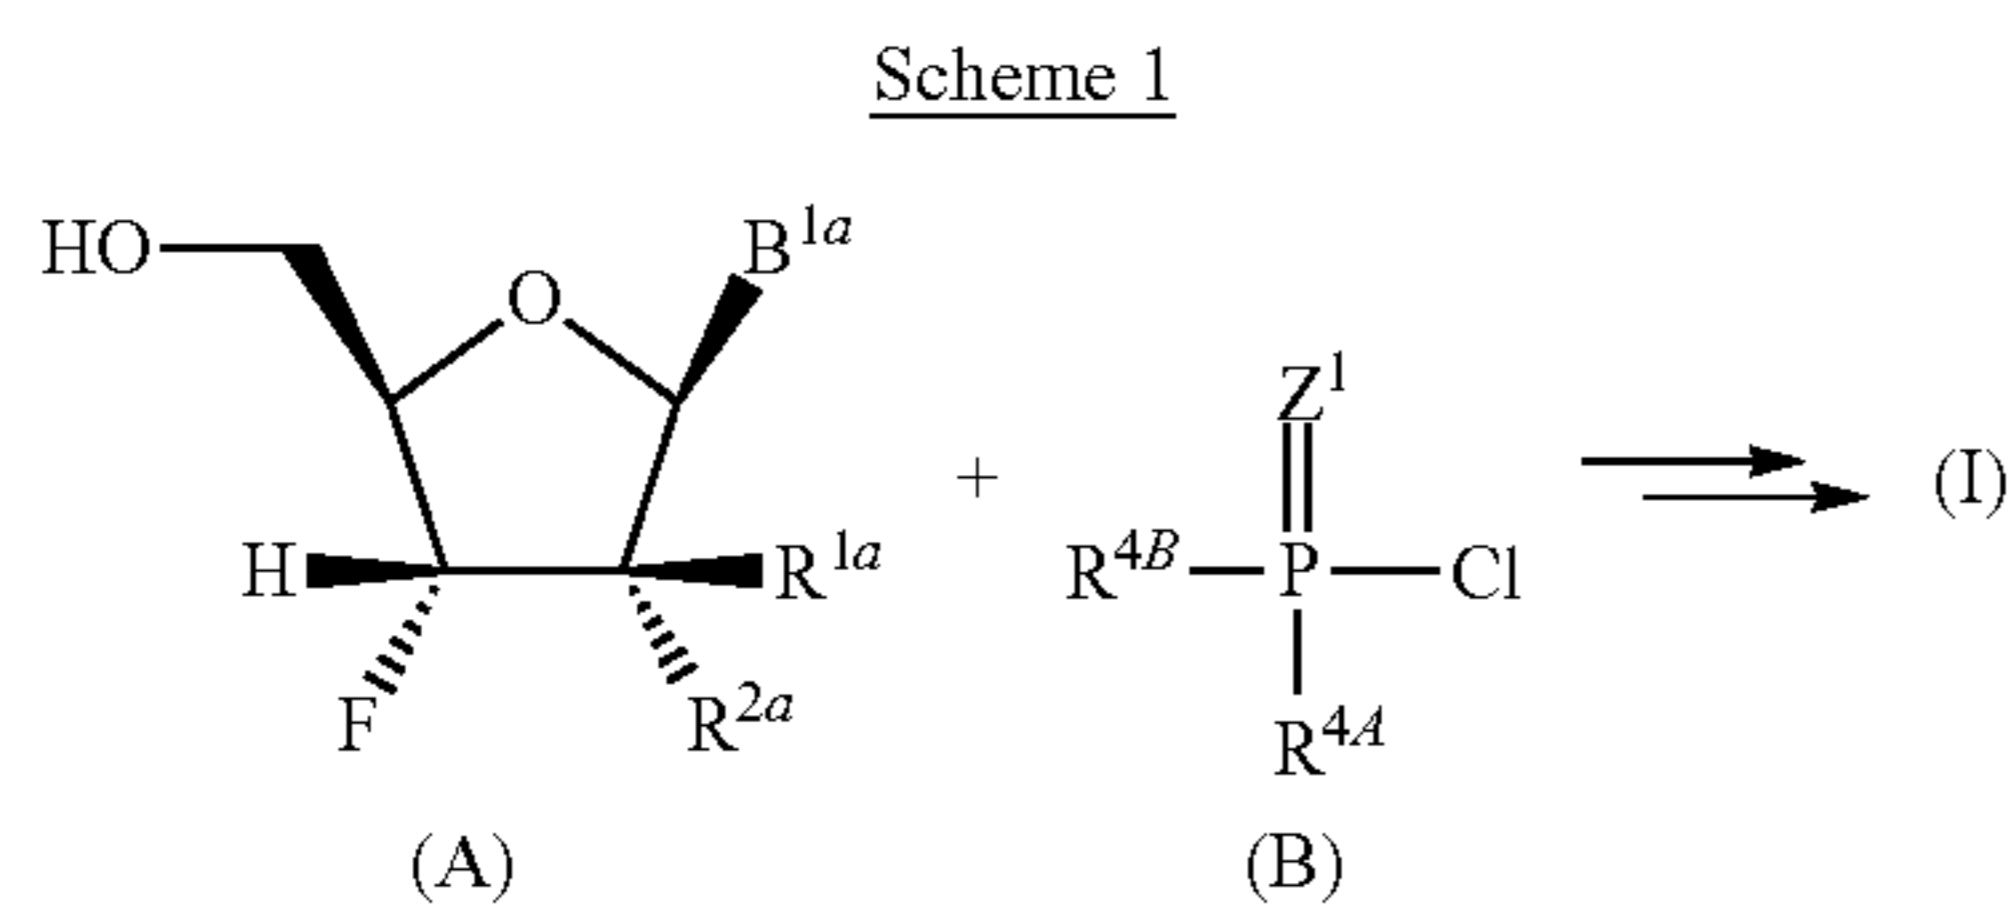 Scheme 1
HO
B1a
O
Z1
+
(I)
H
R1a
R4B
P
Cl
F
R2a
R4A
(A)
(B)